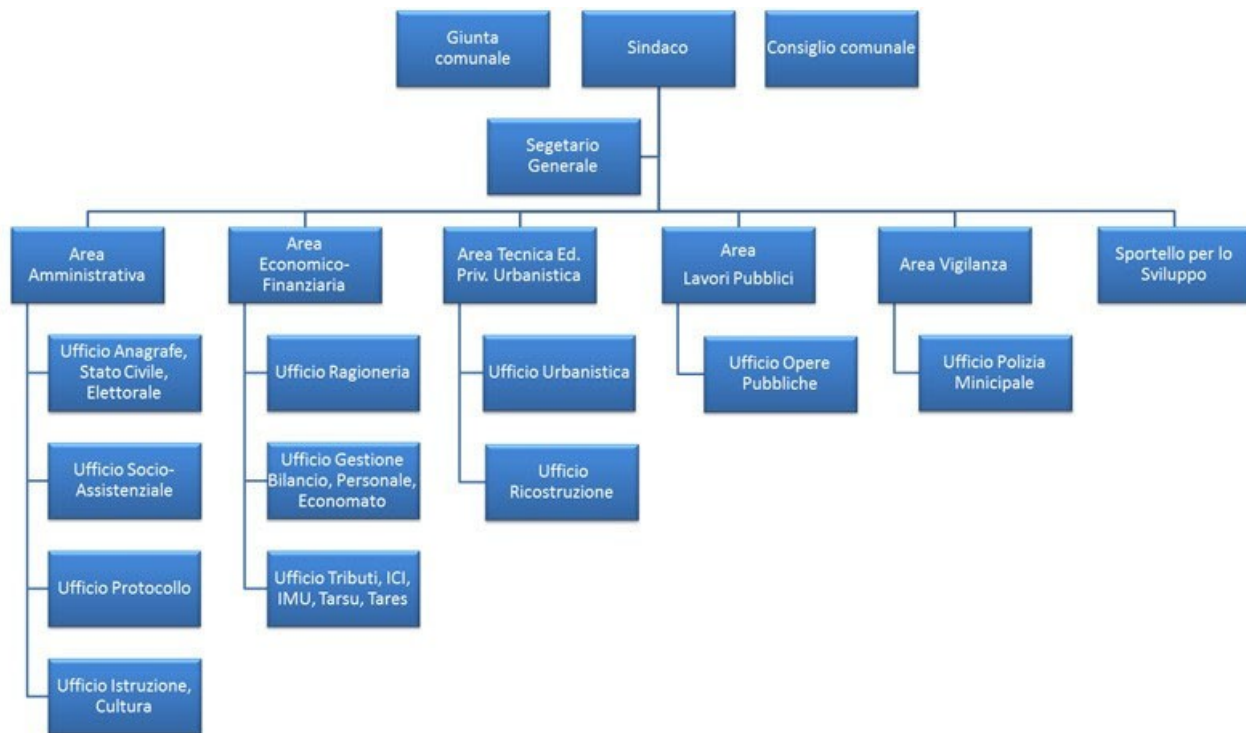 Giunta
comunale
Sindaco
Consiglio comunale
Segetario
Generale
Area
Amministrativa
Area
Economico-
Finanziaria
Area Tecnica Ed.
Priv. Urbanistica
Area
Lavori Pubblici
Area Vigilanza
Sportello per lo
Sviluppo
Ufficio Anagrafe,
Stato Civile,
Elettorale
Ufficio Ragioneria
Ufficio Urbanistica
Ufficio Opere
Pubbliche
Ufficio Polizia
Minicipale
Ufficio Socio-
Assistenziale
Ufficio Gestione
Bilancio, Personale,
Economato
Ufficio
Ricostruzione
Ufficio Protocollo
Ufficio Tributi, ICI,
IMU, Tarsu, Tares
Ufficio Istruzione,
Cultura